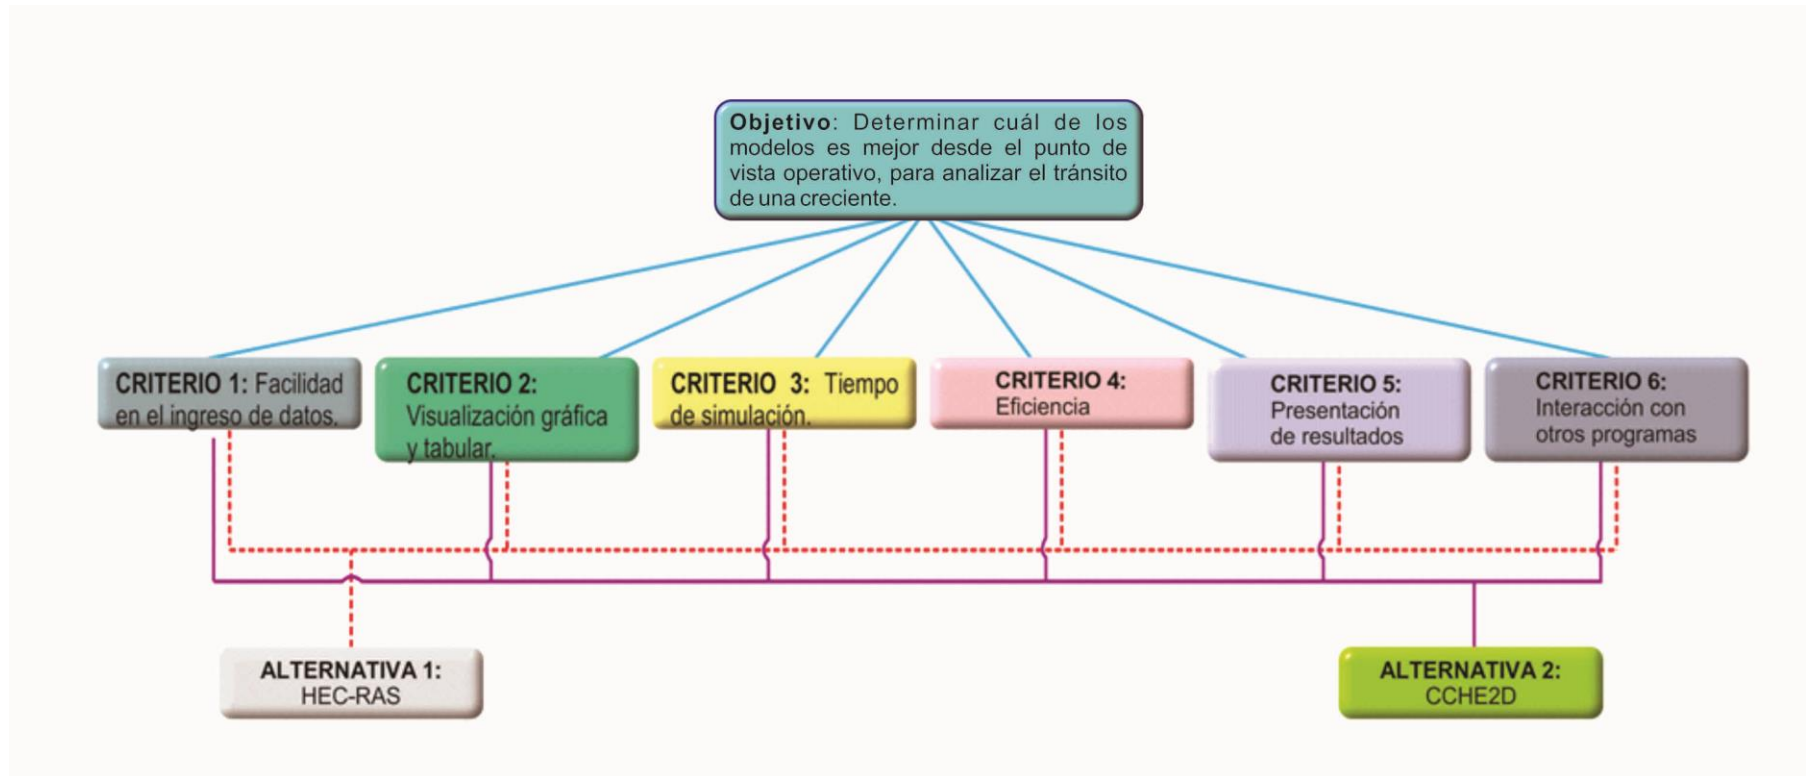 Objetivo: Determinar cuál de los
modelos es mejor desde el punto de
vista operativo, para analizar el tránsito
de una creciente.
CRITERIO 1: Facilidad
en el ingreso de datos.
CRITERIO 2:
Visualización gráfica
y tabular.
CRITERIO 3: Tiempo
de simulación.
CRITERIO 4:
Eficiencia
CRITERIO 5:
Presentación
de resultados
CRITERIO 6:
Interacción con
otros programas
ALTERNATIVA 1:
HEC-RAS
ALTERNATIVA 2:
CCHE2D